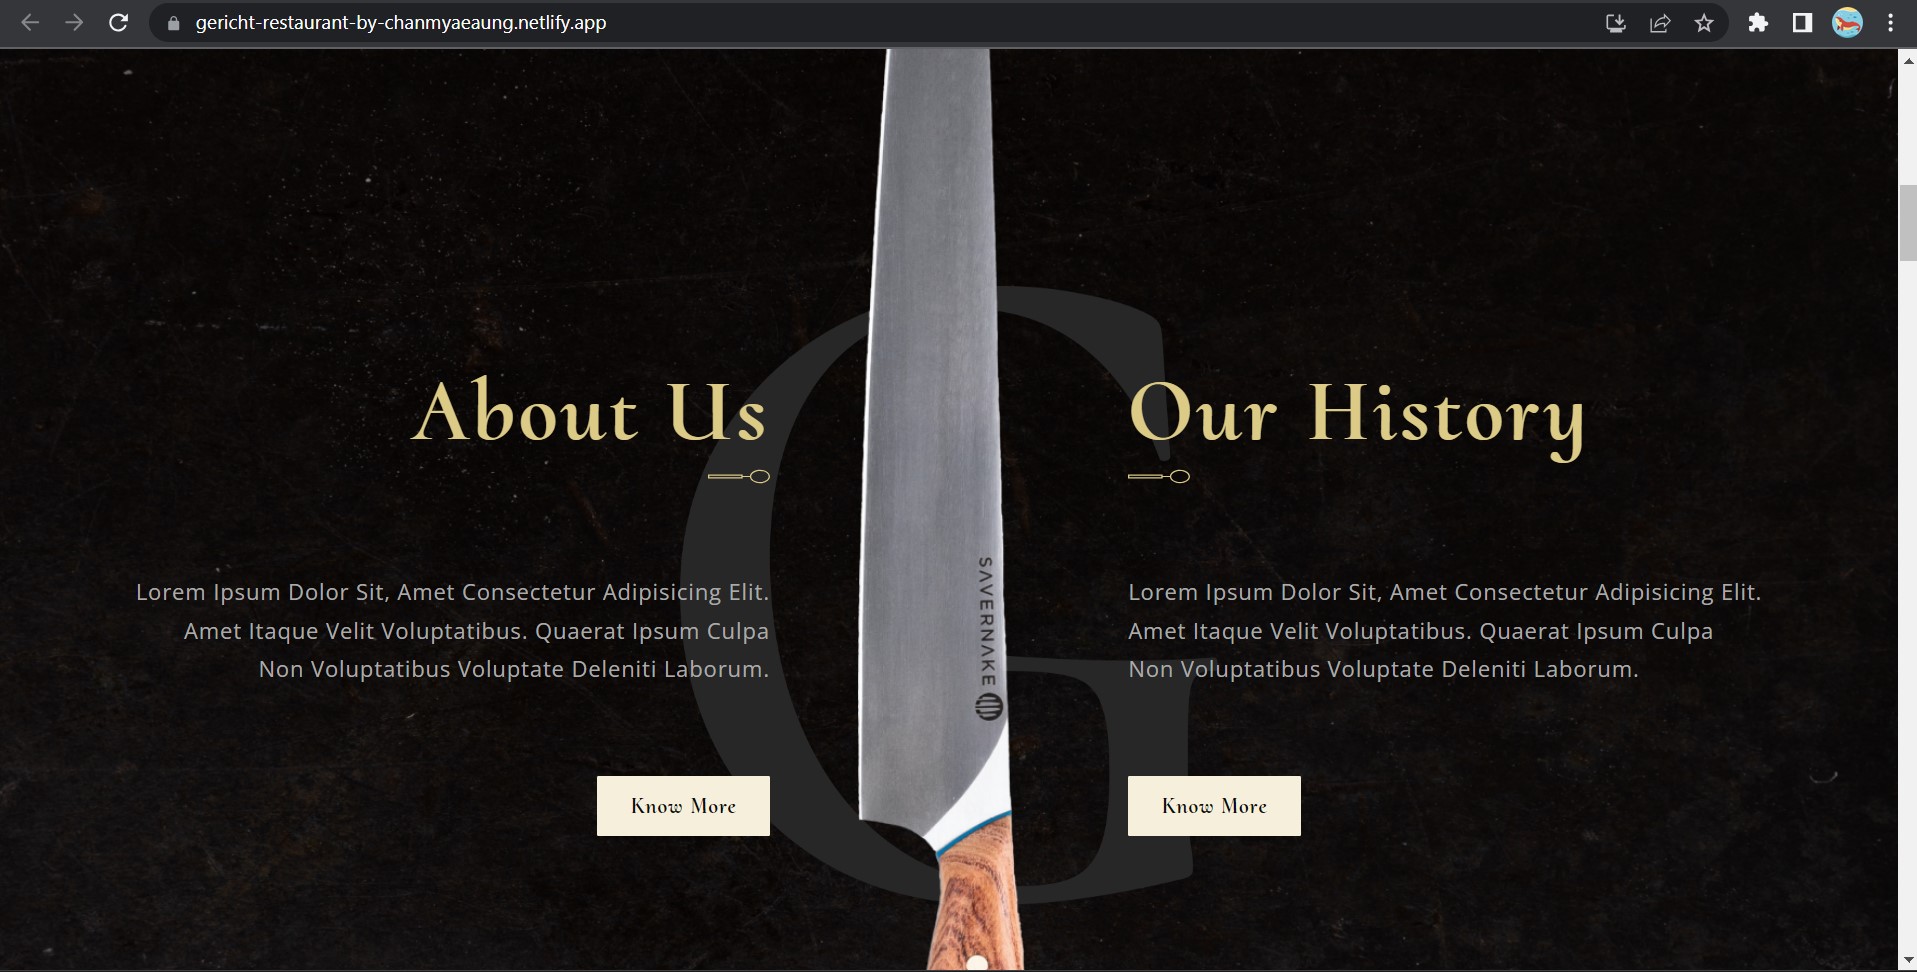 gericht-restaurant-by-chanmyaeaung.netlify.app
G
About Us
Lorem Ipsum Dolor Sit, Amet Consectetur Adipisicing Elit.
Amet Itaque Velit Voluptatibus. Quaerat Ipsum Culpa
Non Voluptatibus Voluptate Deleniti Laborum.
Know More
SΛVERNΛKE
Our History
Lorem Ipsum Dolor Sit, Amet Consectetur Adipisicing Elit.
Amet Itaque Velit Voluptatibus. Quaerat Ipsum Culpa
Non Voluptatibus Voluptate Deleniti Laborum.
Know More